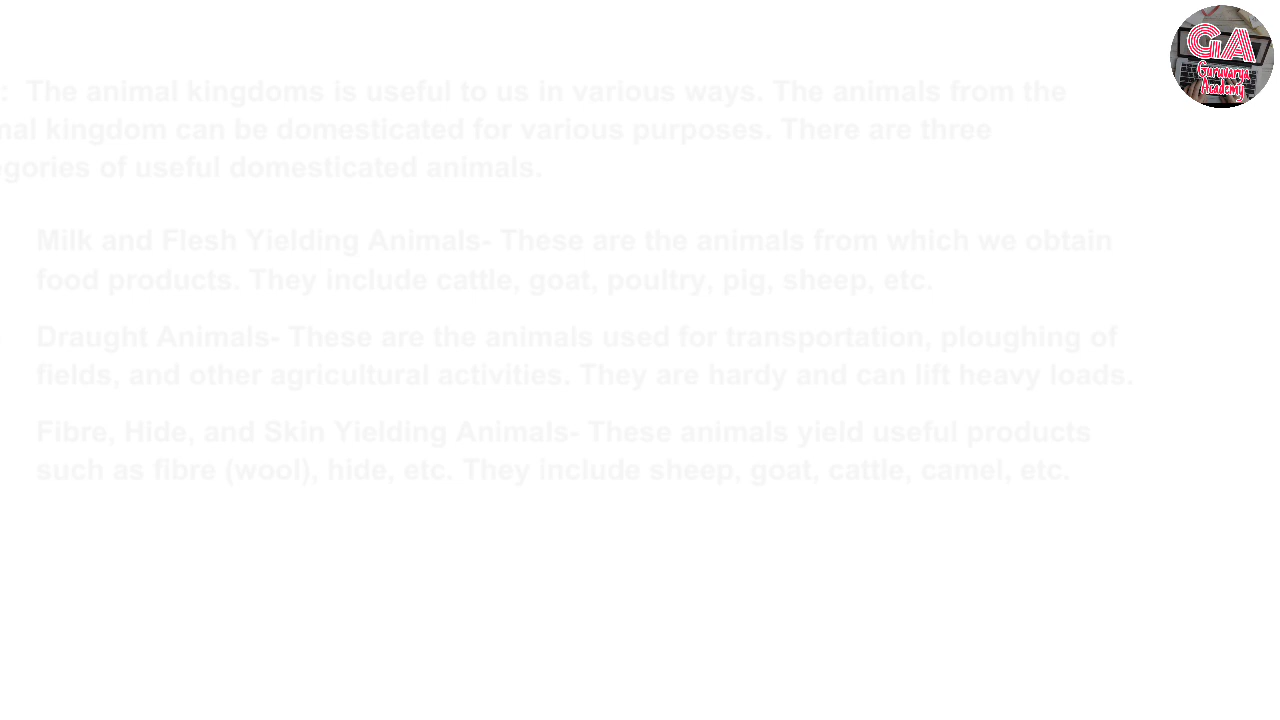 : The animal kingdoms is useful to us in various ways. The animals from the
kingdom can be domesticated for various purposes. There are three
of useful domesticated animals.
Milk and Flesh Yielding Animals- These are the animals from which we obtain
food products. They include cattle, goat, poultry, pig, sheep, etc.
Draught Animals- These are the animals used for transportation, ploughing of
fields, and other agricultural activities. They are hardy and can lift heavy loads.
Fibre, Hide, and Skin Yielding Animals- These animals yield useful products
such as fibre (wool), hide, etc. They include sheep, goat, cattle, camel, etc.
GA
Academy